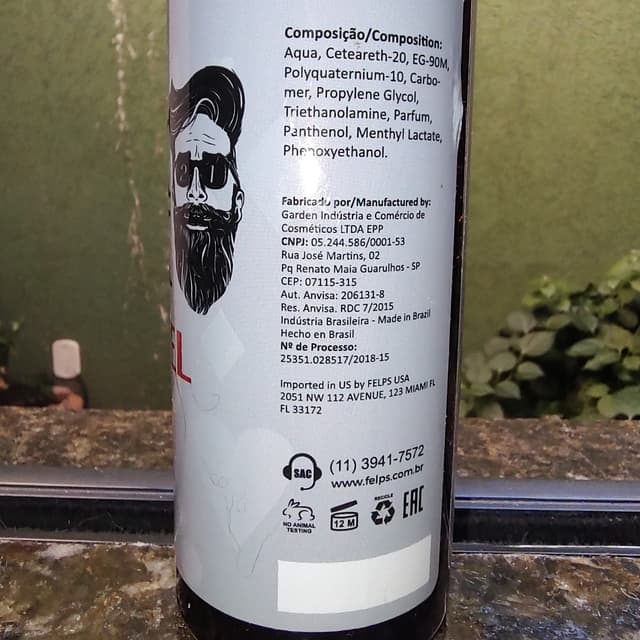 Composição/Composition:
Aqua, Ceteareth-20, EG-90M,
Polyquaternium-10, Carbo-
mer, Propylene Glycol,
Triethanolamine, Parfum,
Panthenol, Menthyl Lactate,
Phenoxyethanol.
Fabricado por/Manufactured by:
Garden Indústria e Comércio de
Cosméticos LTDA EPP
CNPJ: 05.244.586/0001-53
Rua José Martins, 02
Pq Renato Maia Guarulhos - SP
CEP: 07115-315
Aut. Anvisa: 206131-8
Res. Anvisa. RDC 7/2015
Indústria Brasileira - Made in Brazil
Hecho en Brasil
Nº de Processo:
25351.028517/2018-15
Imported in US by FELPS USA
2051 NW 112 AVENUE, 123 MIAMI FL
FL 33172
SAC
(11) 3941-7572
www.felps.com.br
NO ANIMAL
TESTING
12 M
RECICLE
EAC